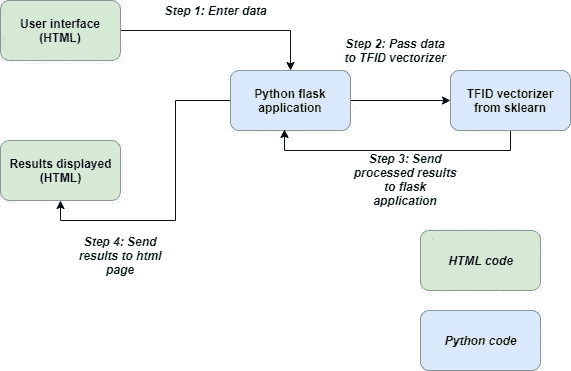 User interface
(HTML)
Step 1: Enter data
Step 2: Pass data
to TFID vectorizer
Python flask
application
TFID vectorizer
from sklearn
Results displayed
(HTML)
Step 3: Send
processed results
to flask
application
Step 4: Send
results to html
page
HTML code
Python code